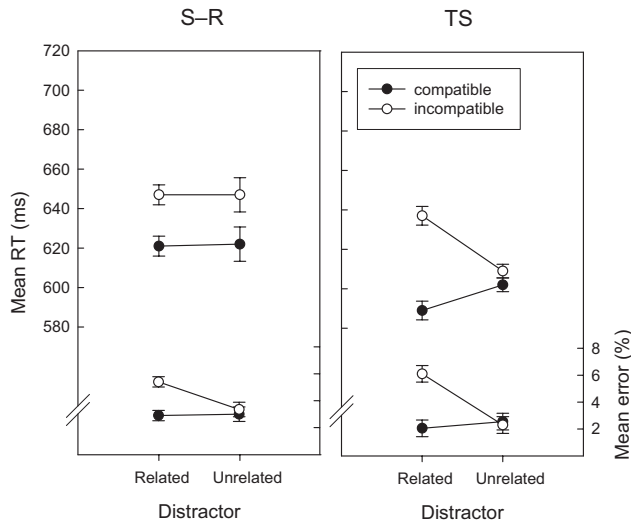 S–R
TS
720
700
680
660
640
620
600
580
Mean RT (ms)
compatible
incompatible
8
6
4
2
Mean error (%)
Related Unrelated
Related Unrelated
Distractor
Distractor